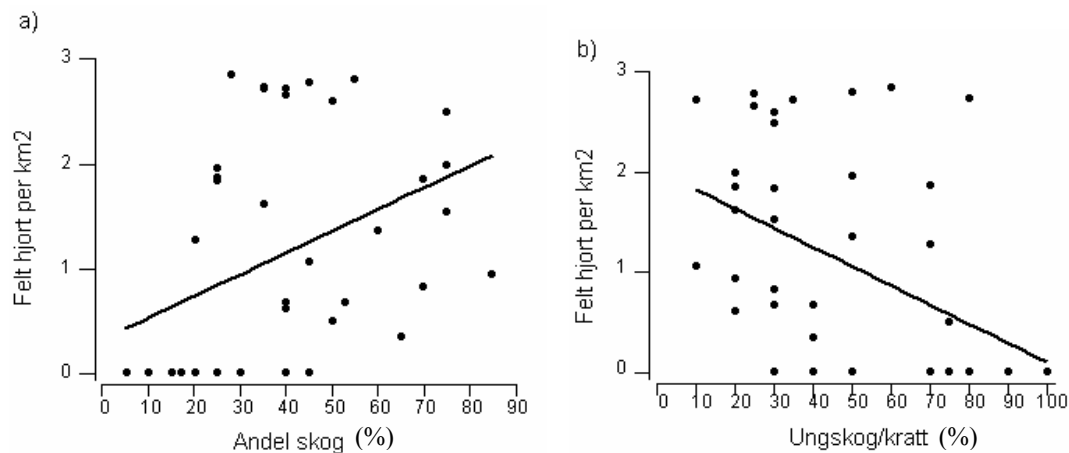 a)
Felt hjort per km2
3
2
1
0
0 10 20 30 40 50 60 70 80 90
Andel skog (%)
b)
Felt hjort per km2
3
2
1
0
0 10 20 30 40 50 60 70 80 90 100
Ungskog/kratt (%)